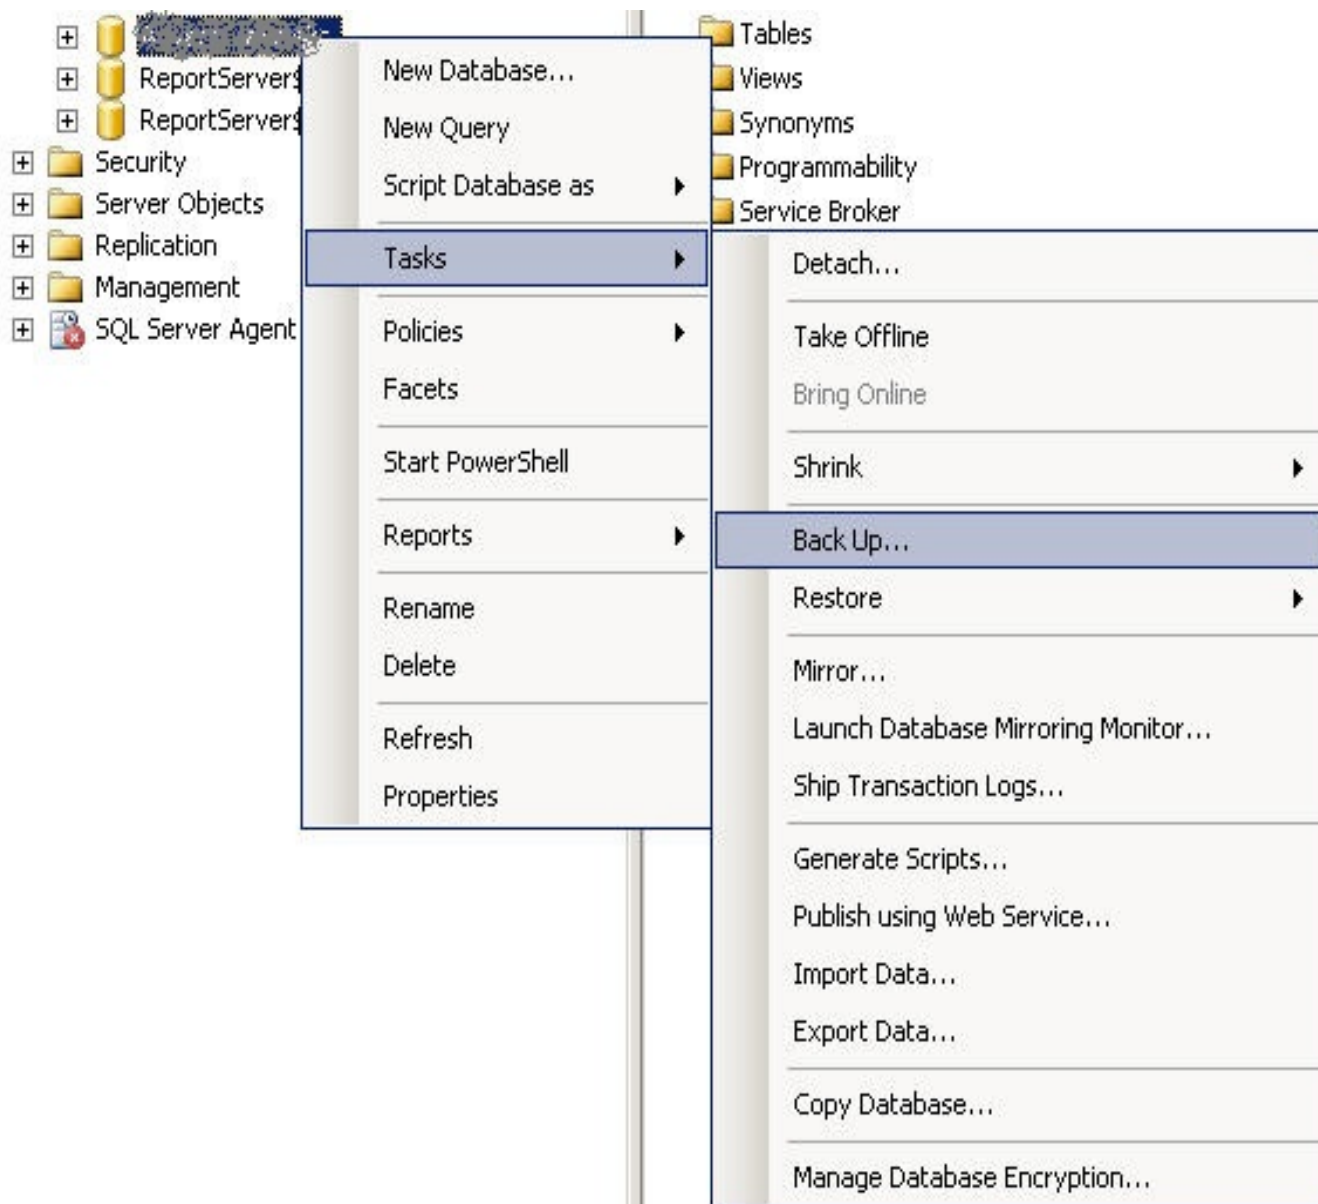 ReportServer$
ReportServer$
Security
Server Objects
Replication
Management
SQL Server Agent
New Database...
New Query
Script Database as
Tasks
Policies
Facets
Start PowerShell
Reports
Rename
Delete
Refresh
Properties
Tables
Views
Synonyms
Programmability
Service Broker
Detach...
Take Offline
Bring Online
Shrink
Back Up...
Restore
Mirror...
Launch Database Mirroring Monitor...
Ship Transaction Logs...
Generate Scripts...
Publish using Web Service...
Import Data...
Export Data...
Copy Database...
Manage Database Encryption...